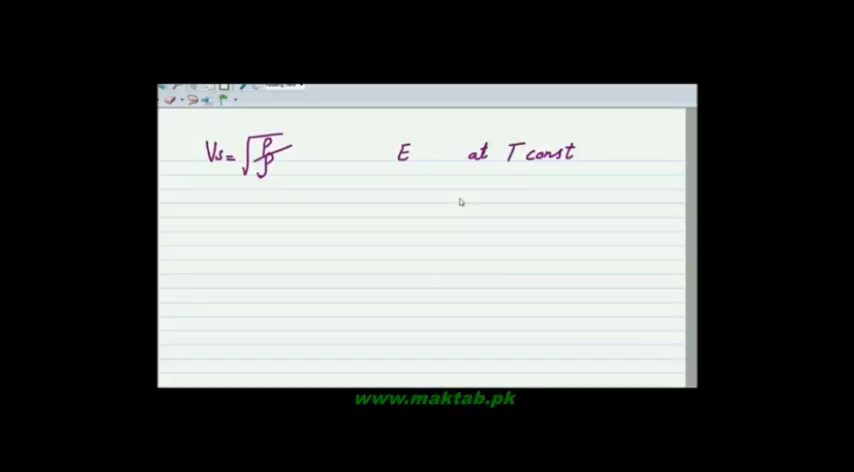 Vs = √P/ρ E at T const
www.maktab.pk